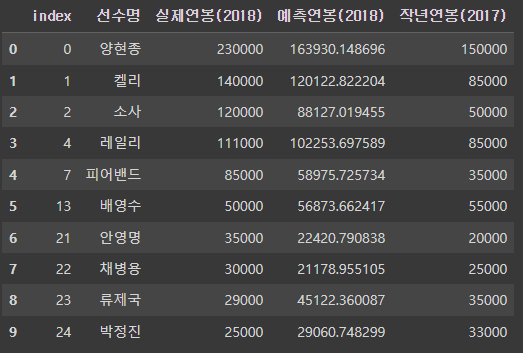 index 선수명 실제연봉(2018) 예측연봉(2018) 작년연봉(2017)
0 0 양현종 230000 163930.148696 150000
1 1 켈리 140000 120122.822204 85000
2 2 소사 120000 88127.019455 50000
3 4 레일리 111000 102253.697589 85000
4 7 피어밴드 85000 58975.725734 35000
5 13 배영수 50000 56873.662417 55000
6 21 안영명 35000 22420.790838 20000
7 22 채병용 30000 21178.955105 25000
8 23 류제국 29000 45122.360087 35000
9 24 박정진 25000 29060.748299 33000